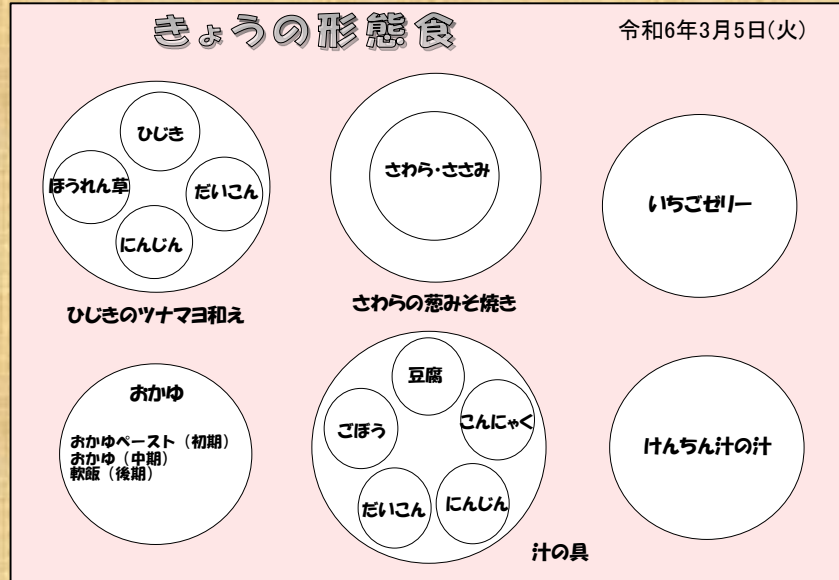 きょうの形態食
令和6年3月5日(火)
ひじき
ほうれん草
だいこん
にんじん
ひじきのツナマヨ和え
さわら・ささみ
さわらの葱みそ焼き
いちごゼリー
おかゆ
おかゆペースト（初期）
おかゆ（中期）
軟飯（後期）
豆腐
ごぼう
こんにゃく
だいこん
にんじん
汁の具
けんちん汁の汁